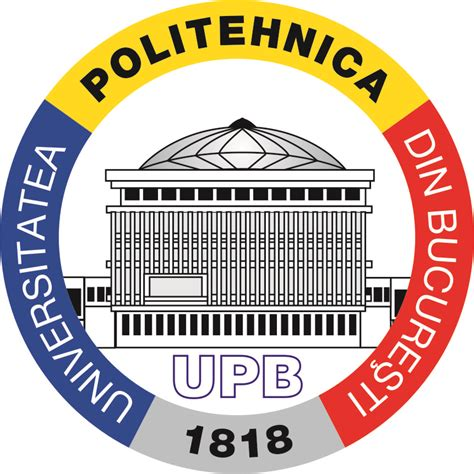 UNIVERSITATEA
POLITEHNICA
DIN BUCUREŞTI
UPB
1818